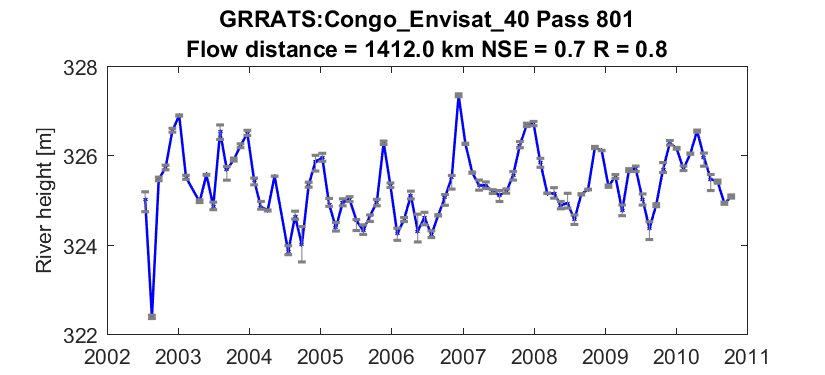 GRRATS:Congo_Envisat_40 Pass 801
Flow distance = 1412.0 km NSE = 0.7 R = 0.8
River height [m]
328
326
324
322
2002 2003 2004 2005 2006 2007 2008 2009 2010 2011